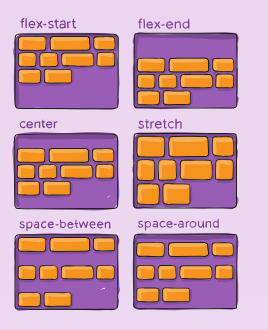 flex-start
flex-end
center
stretch
space-between
space-around